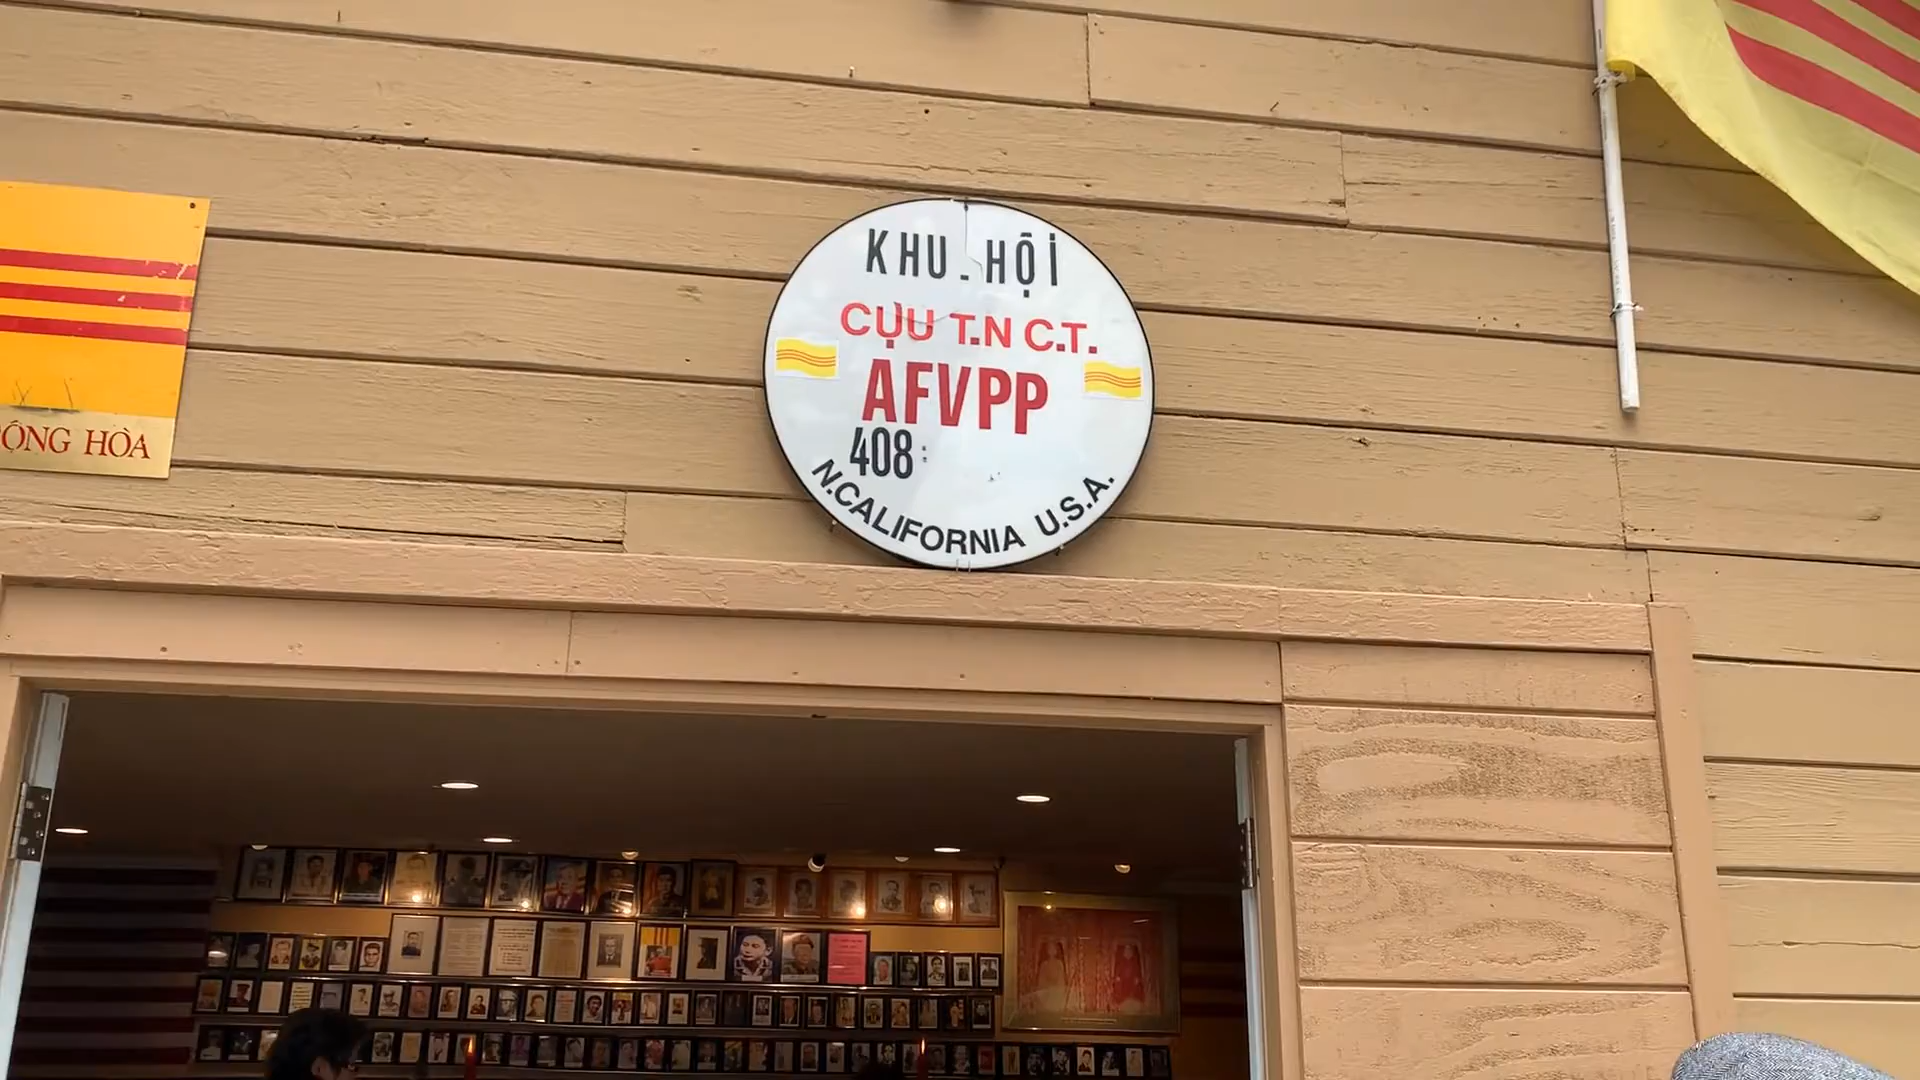 ỘNG HÒA
KHU - HỘI
CỰU T.N C.T.
AFVPP
408:
N.CALIFORNIA U.S.A.